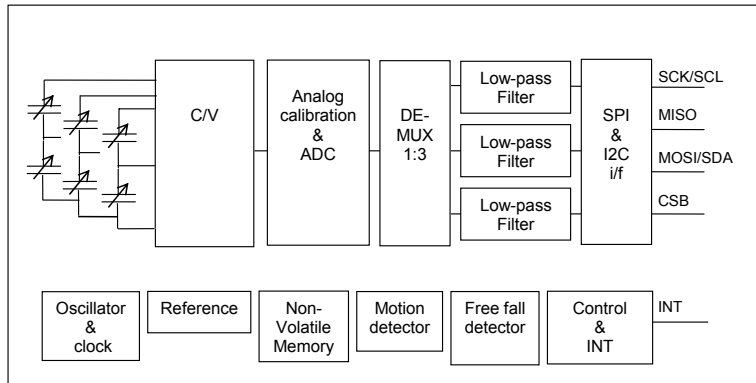 C/V
Analog
calibration
&
ADC
DE-
MUX
1:3
Low-pass
Filter
Low-pass
Filter
Low-pass
Filter
SPI
&
I2C
i/f
SCK/SCL
MISO
MOSI/SDA
CSB
Oscillator
&
clock
Reference
Non-
Volatile
Memory
Motion
detector
Free fall
detector
Control
&
INT
INT